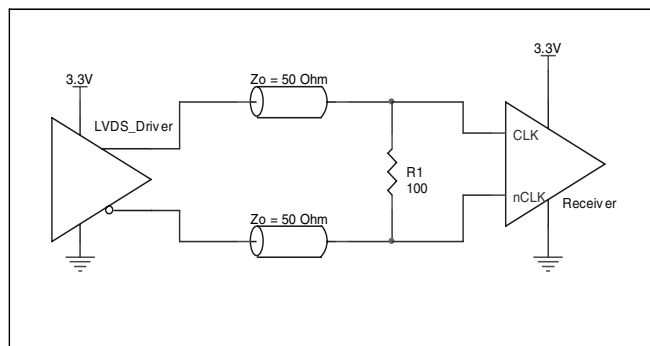 3.3V
3.3V
Zo = 50 Ohm
LVDS_Driver
CLK
R1
100
nCLK
Receiver
Zo = 50 Ohm